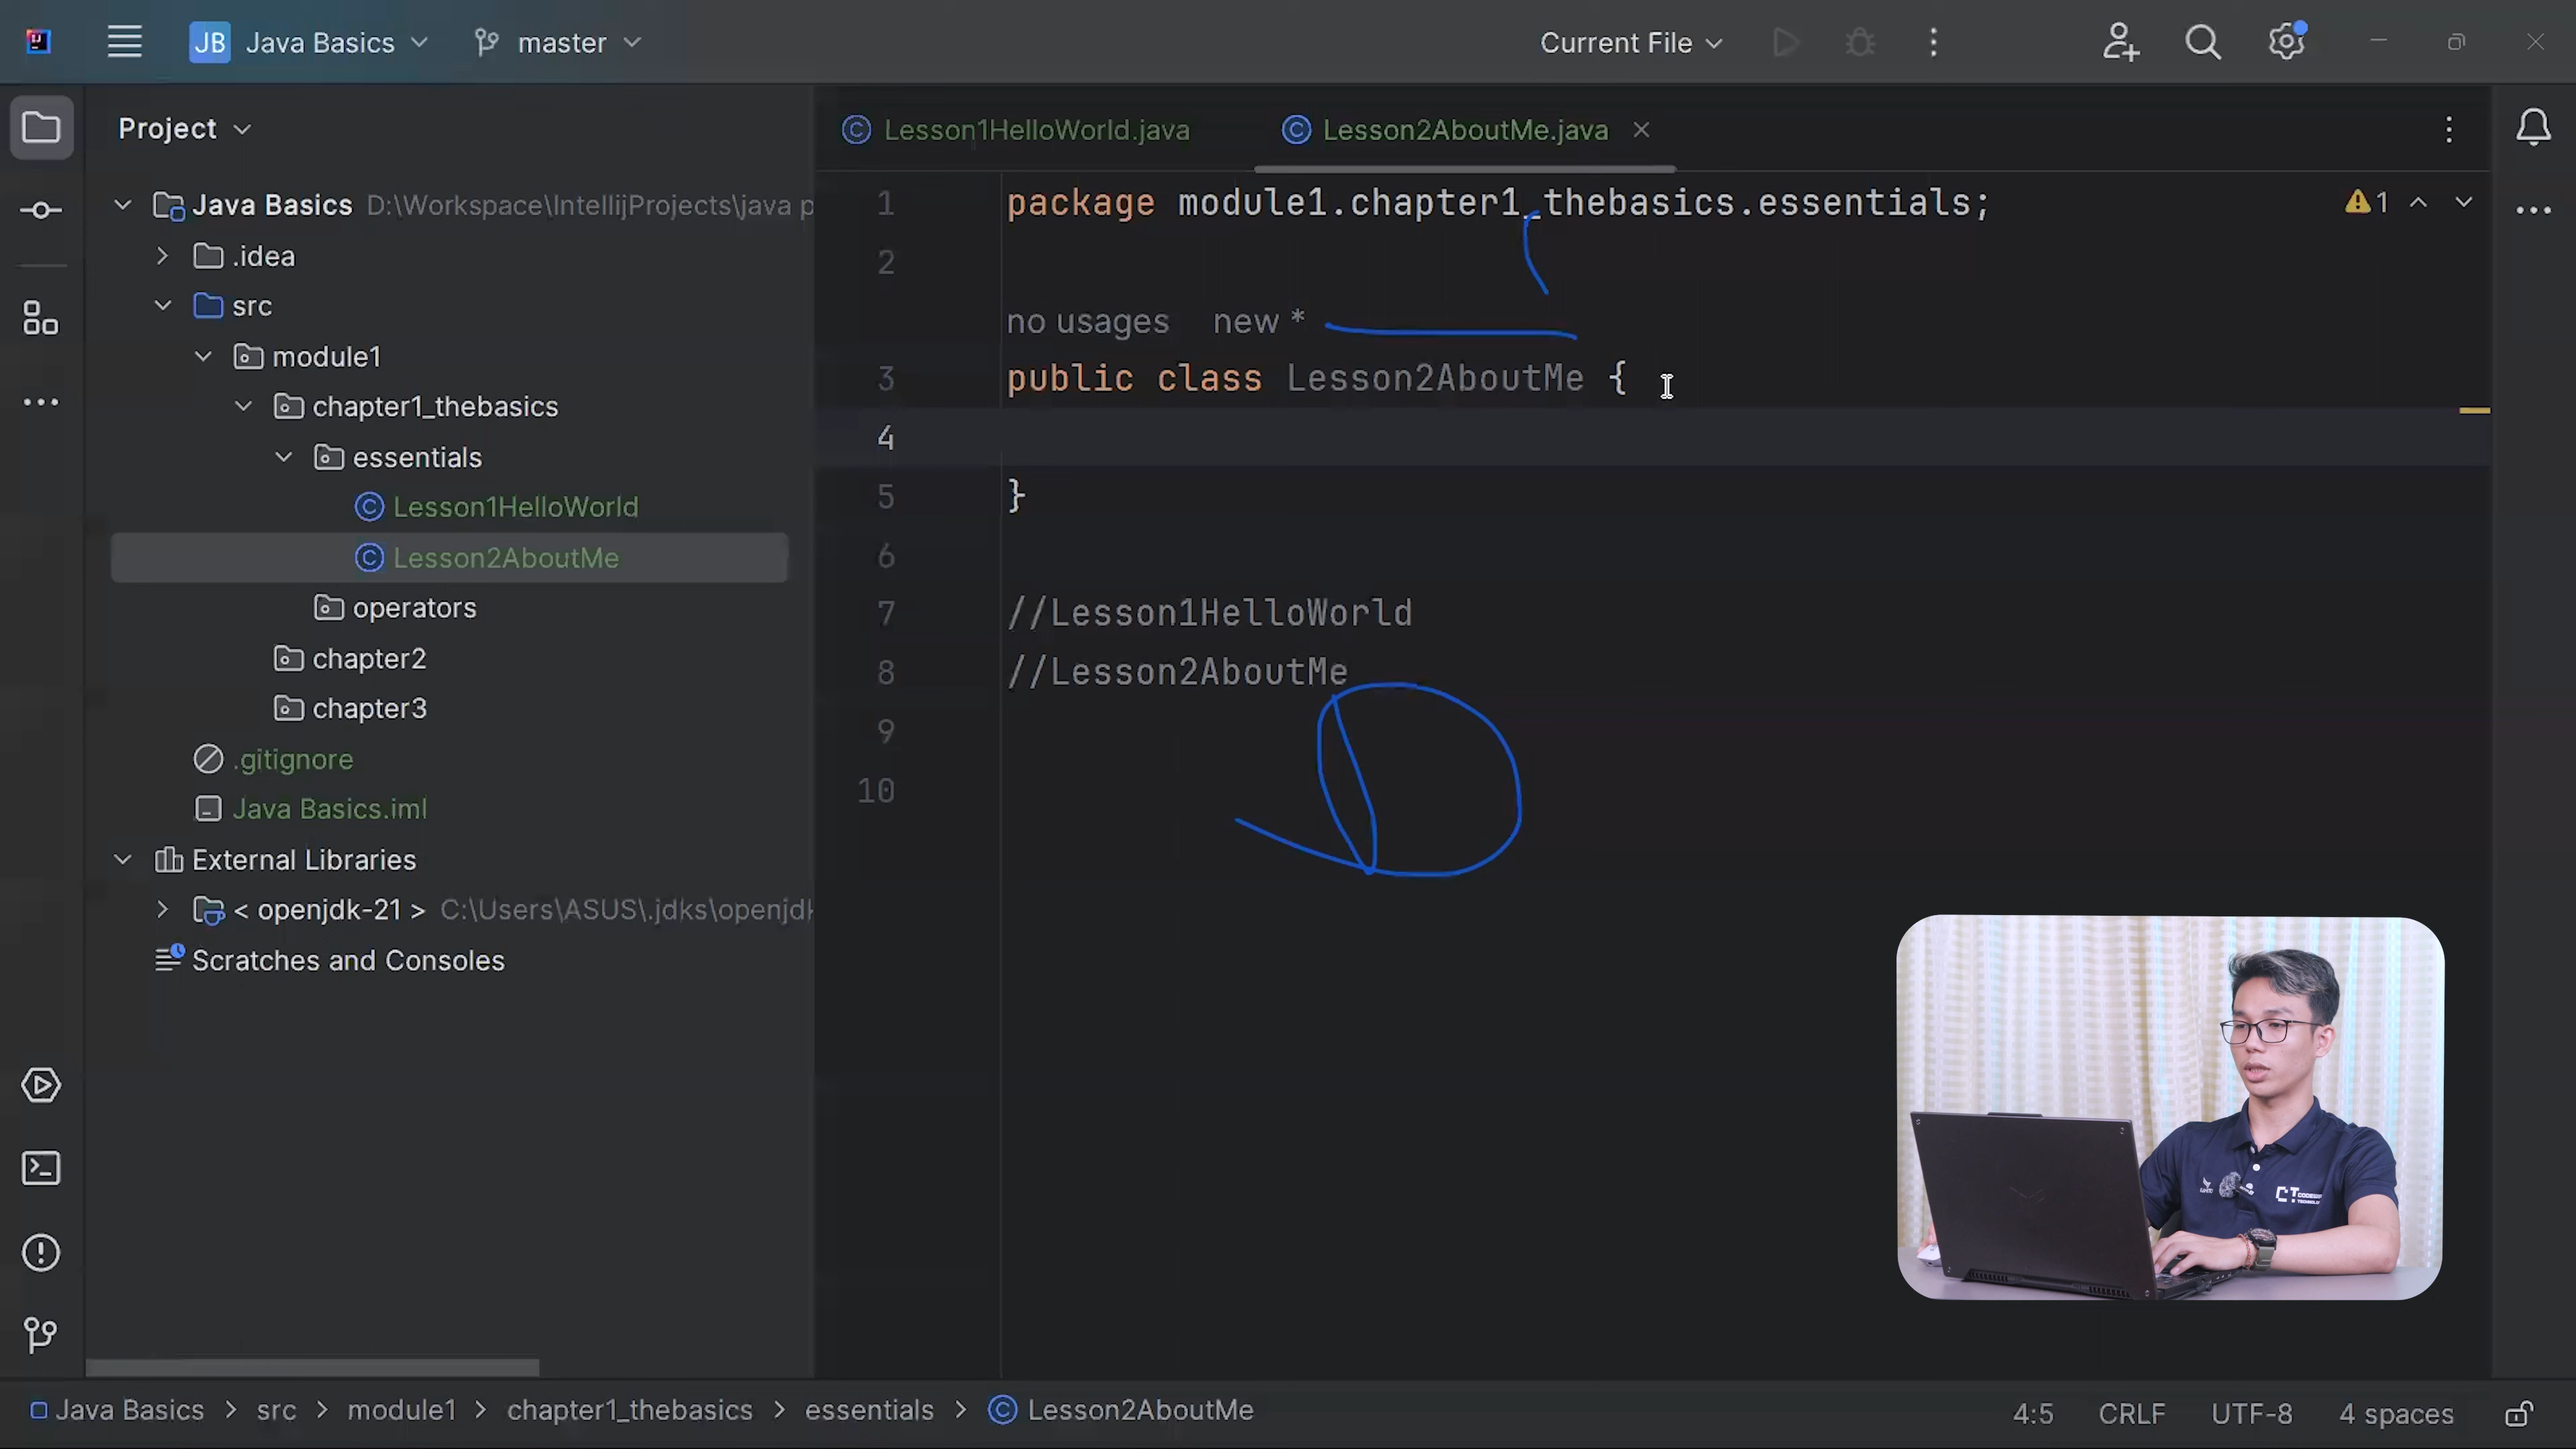 JB Java Basics master Current File
Project
Java Basics D:\Workspace\IntellijProjects\java p
.idea
src
module1
chapter1_thebasics
essentials
Lesson1HelloWorld
Lesson2AboutMe
operators
chapter2
chapter3
.gitignore
Java Basics.iml
External Libraries
< openjdk-21 > C:\Users\ASUS\.jdks\openjdk
Scratches and Consoles
Lesson1HelloWorld.java Lesson2AboutMe.java
1 package module1.chapter1_thebasics.essentials;
1
2
no usages new *
3 public class Lesson2AboutMe {
4
5 }
6
7 //Lesson1HelloWorld
8 //Lesson2AboutMe
9
10
Java Basics > src > module1 > chapter1_thebasics > essentials > Lesson2AboutMe
4:5 CRLF UTF-8 4 spaces